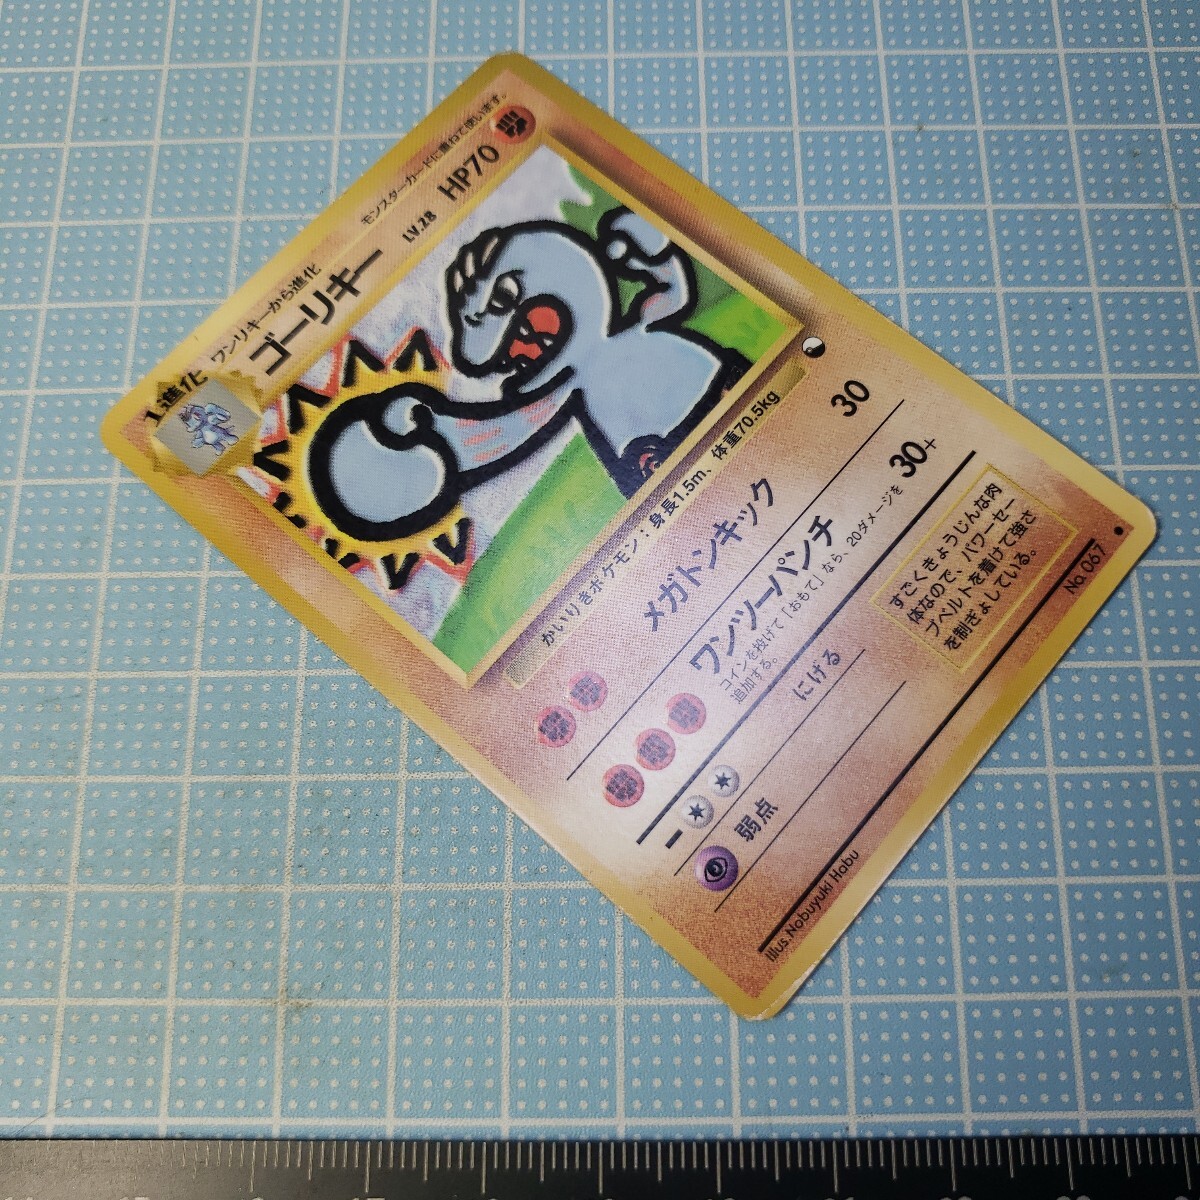 1進化 ワンリキーから進化 モンスターカードに重ねて使います。
ゴーリキー LV.28 HP70
かいりきポケモン:身長1.5m、体重70.5kg
メガトンキック 30
ワンツーパンチ 30+
コインを投げて「おもて」なら、20ダメージを
追加する。
にげる
弱点
すごくきょうじんな肉
体なので、パワーセー
ブベルトを着けて強さ
を制ぎょしている。
Illus.Nobuyuki Habu No.067